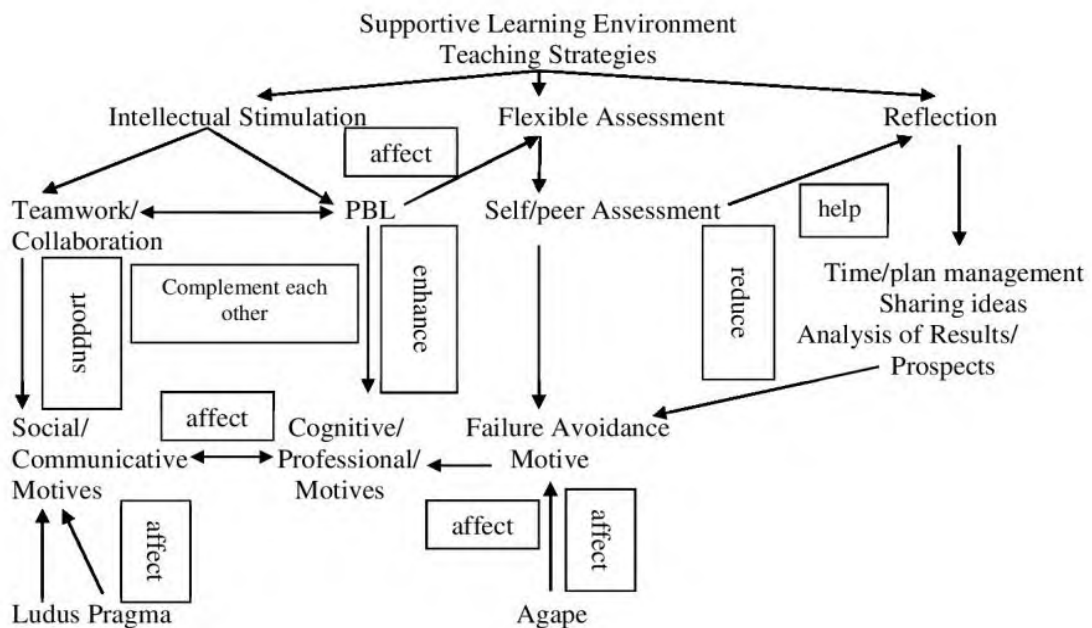 Supportive Learning Environment
Teaching Strategies
Intellectual Stimulation
Flexible Assessment
Reflection
affect
Teamwork/
Collaboration
PBL
Self/peer Assessment
help
support
Complement each
other
enhance
reduce
Time/plan management
Sharing ideas
Analysis of Results/
Prospects
affect
Social/
Communicative
Motives
Cognitive/
Professional/
Motives
Failure Avoidance
Motive
affect
affect
affect
Ludus Pragma
Agape